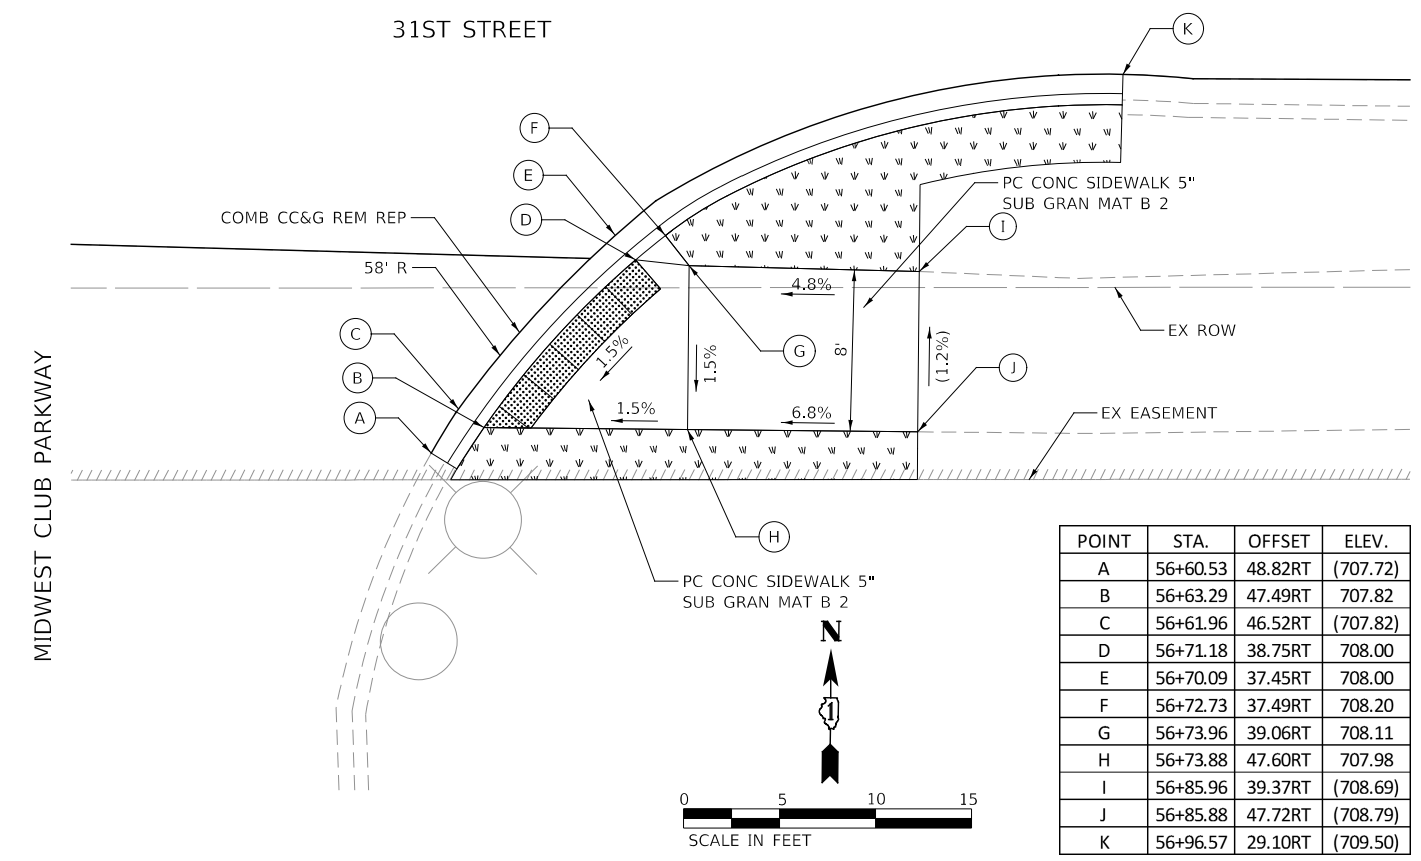 31ST STREET
K
F
E
D
COMB CC&G REM REP
58' R
PC CONC SIDEWALK 5"
SUB GRAN MAT B 2
I
4.8%
EX ROW
C
B
A
1.5%
1.5%
8'
(1.2%)
G
J
1.5%
6.8%
EX EASEMENT
MIDWEST CLUB PARKWAY
H
PC CONC SIDEWALK 5"
SUB GRAN MAT B 2
N
1
0 5 10 15
SCALE IN FEET
POINT STA. OFFSET ELEV.
A 56+60.53 48.82RT (707.72)
B 56+63.29 47.49RT 707.82
C 56+61.96 46.52RT (707.82)
D 56+71.18 38.75RT 708.00
E 56+70.09 37.45RT 708.00
F 56+72.73 37.49RT 708.20
G 56+73.96 39.06RT 708.11
H 56+73.88 47.60RT 707.98
I 56+85.96 39.37RT (708.69)
J 56+85.88 47.72RT (708.79)
K 56+96.57 29.10RT (709.50)